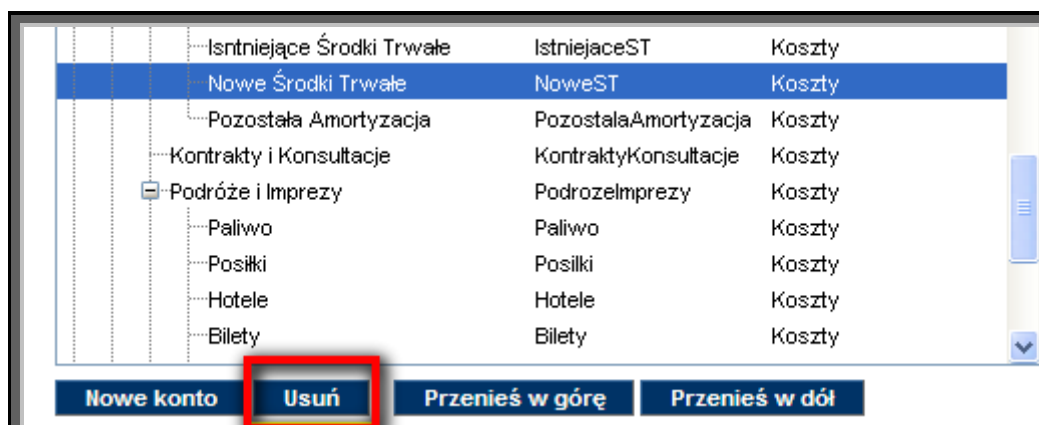 Isntniejące Środki Trwałe IstniejaceST Koszty
Nowe Środki Trwałe NoweST Koszty
Pozostała Amortyzacja PozostalaAmortyzacja Koszty
Kontrakty i Konsultacje KontraktyKonsultacje Koszty
Podróże i Imprezy PodrozeImprezy Koszty
Paliwo Paliwo Koszty
Posiłki Posilki Koszty
Hotele Hotele Koszty
Bilety Bilety Koszty
Nowe konto Usuń Przenieś w górę Przenieś w dół